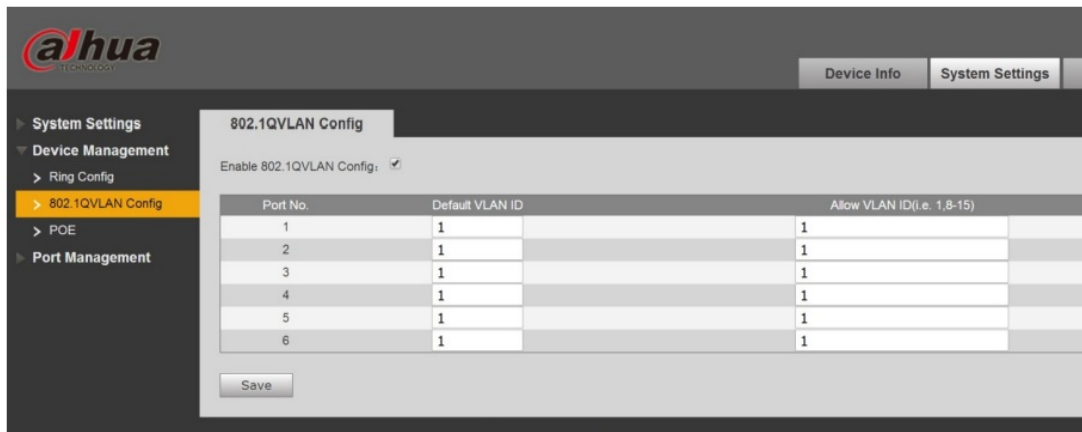 alhua
TECHNOLOGY
Device Info
System Settings
System Settings
Device Management
> Ring Config
> 802.1QVLAN Config
> POE
Port Management
802.1QVLAN Config
Enable 802.1QVLAN Config:
Port No. Default VLAN ID Allow VLAN ID(i.e. 1,8-15)
1 1 1
2 1 1
3 1 1
4 1 1
5 1 1
6 1 1
Save